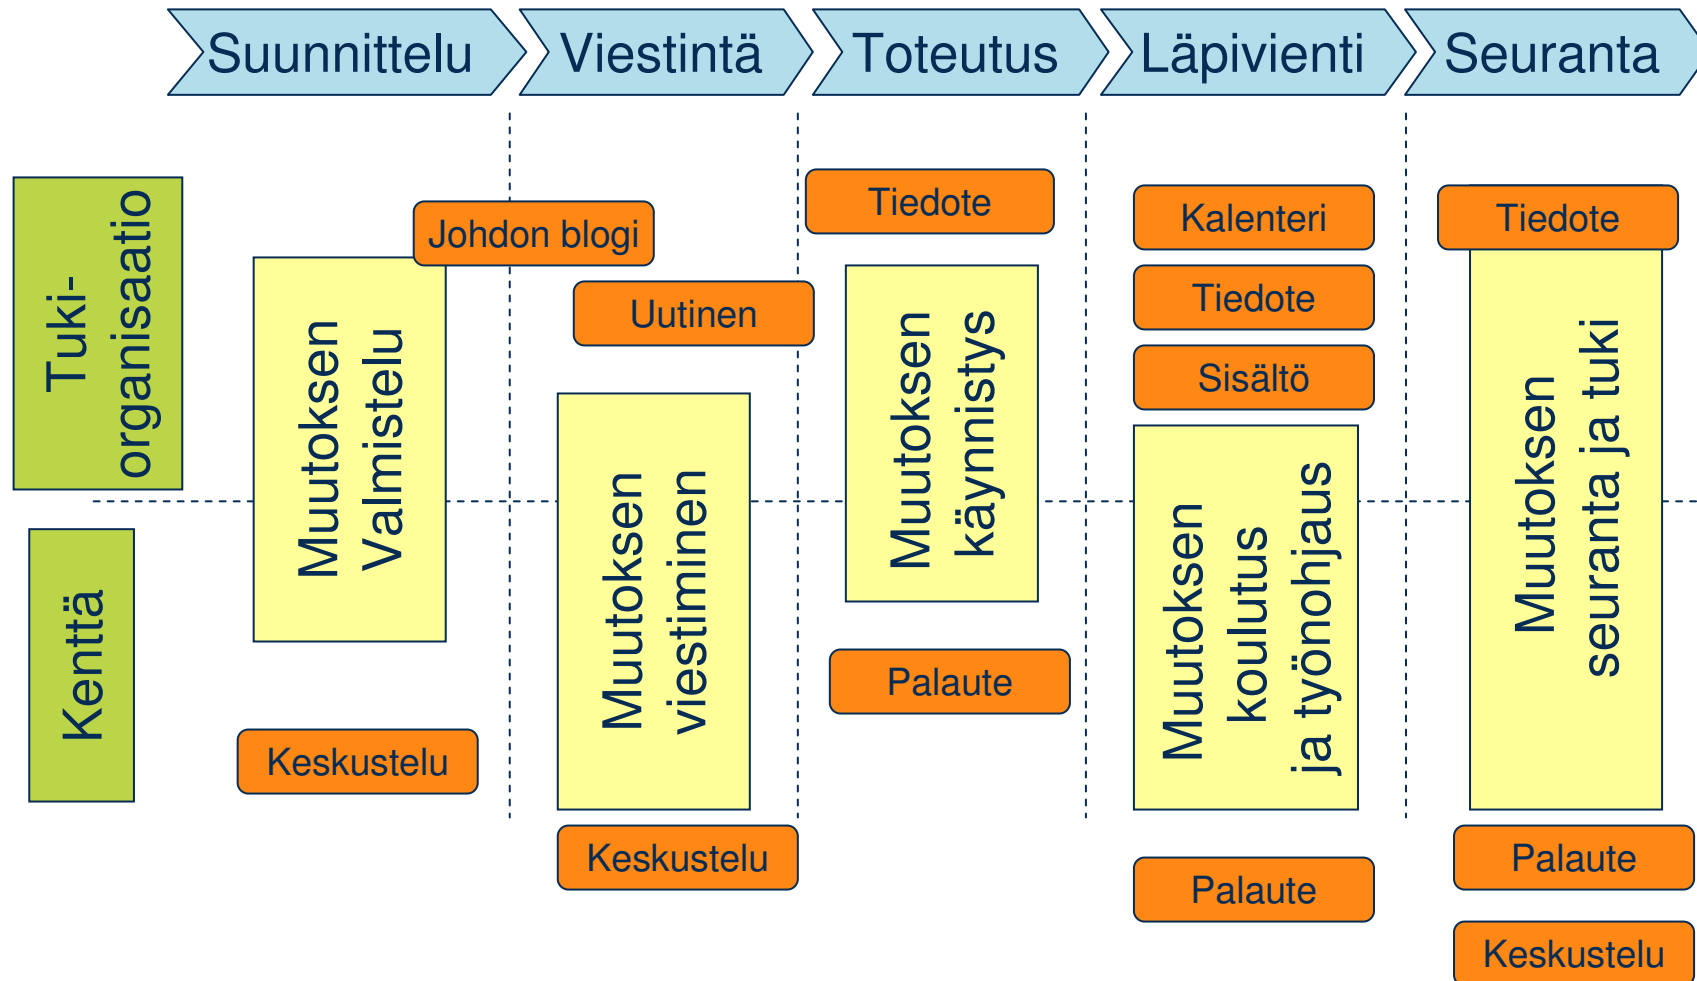 Suunnittelu
Viestintä
Toteutus
Läpivienti
Seuranta
Tuki-
organisaatio
Kenttä
Johdon blogi
Muutoksen
Valmistelu
Keskustelu
Uutinen
Muutoksen
viestiminen
Keskustelu
Tiedote
Muutoksen
käynnistys
Palaute
Kalenteri
Tiedote
Sisältö
Muutoksen
koulutus
ja työnohjaus
Palaute
Tiedote
Muutoksen
seuranta ja tuki
Palaute
Keskustelu